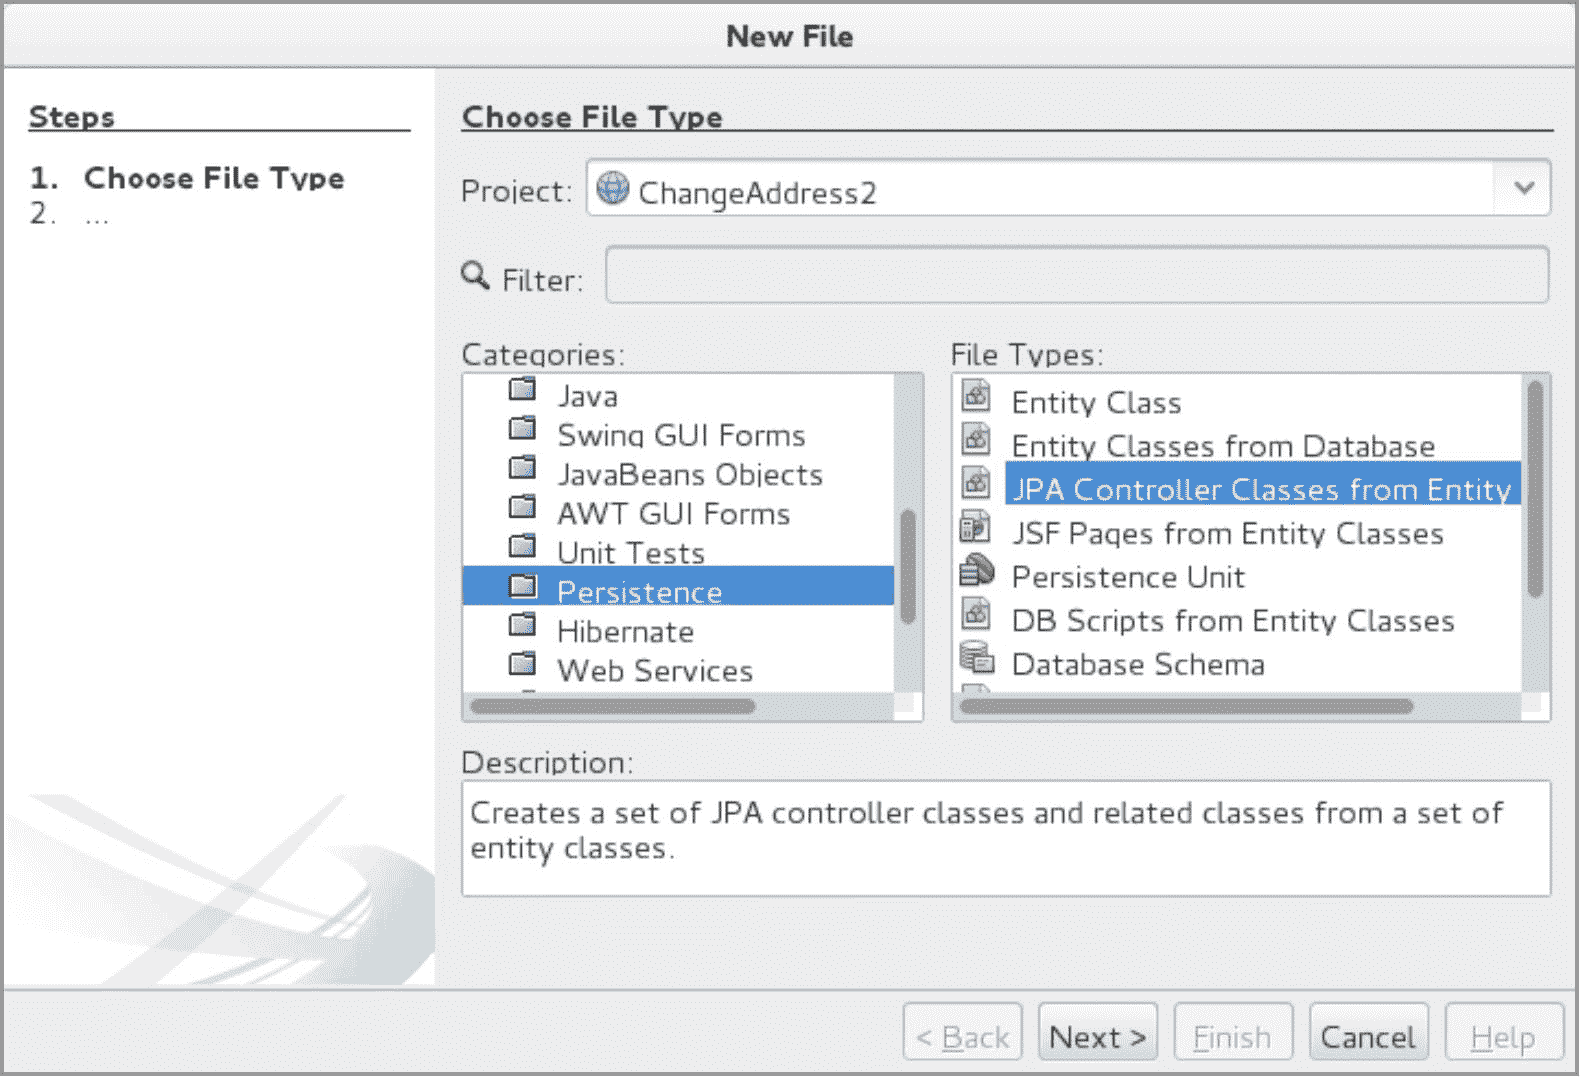 New File
Steps
1. Choose File Type
2. ...
Choose File Type
Project: ChangeAddress2
Filter:
Categories:
Java
Swing GUI Forms
JavaBeans Objects
AWT GUI Forms
Unit Tests
Persistence
Hibernate
Web Services
File Types:
Entity Class
Entity Classes from Database
JPA Controller Classes from Entity
JSF Pages from Entity Classes
Persistence Unit
DB Scripts from Entity Classes
Database Schema
Description:
Creates a set of JPA controller classes and related classes from a set of
entity classes.
< Back Next > Finish Cancel Help